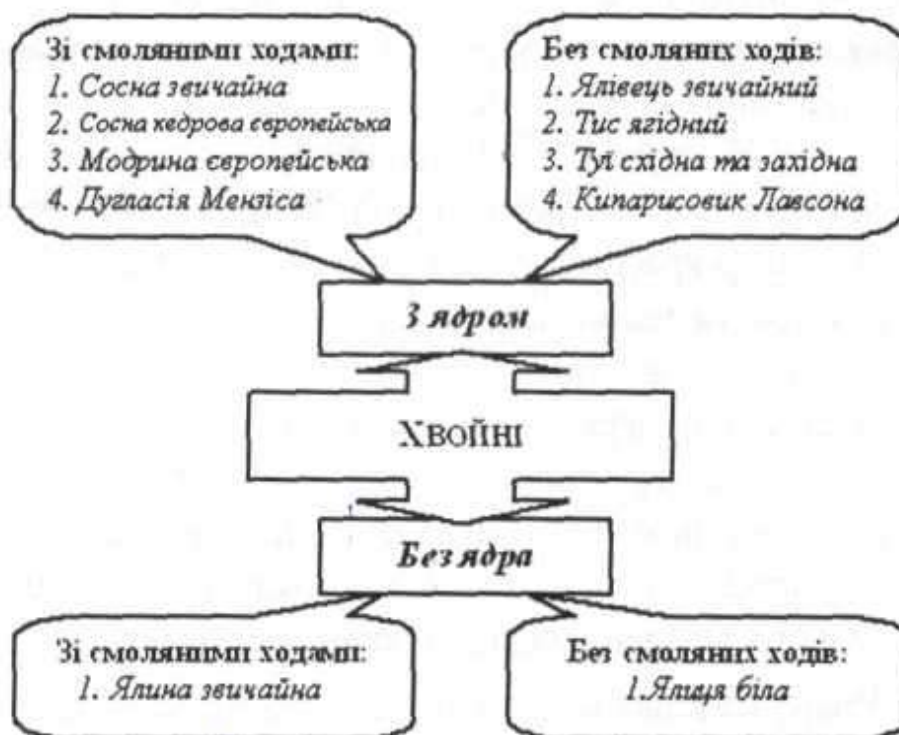 Зі смоляними ходами:
1. Сосна звичайна
2. Сосна кедрова європейська
3. Модрина європейська
4. Дугласія Мензіса
Без смоляних ходів:
1. Ялівець звичайний
2. Тис ягідний
3. Туї східна та західна
4. Кипарисовик Лавсона
З ядром
ХВОЙНІ
Без ядра
Зі смоляними ходами:
1. Ялина звичайна
Без смоляних ходів:
1.Ялиця біла